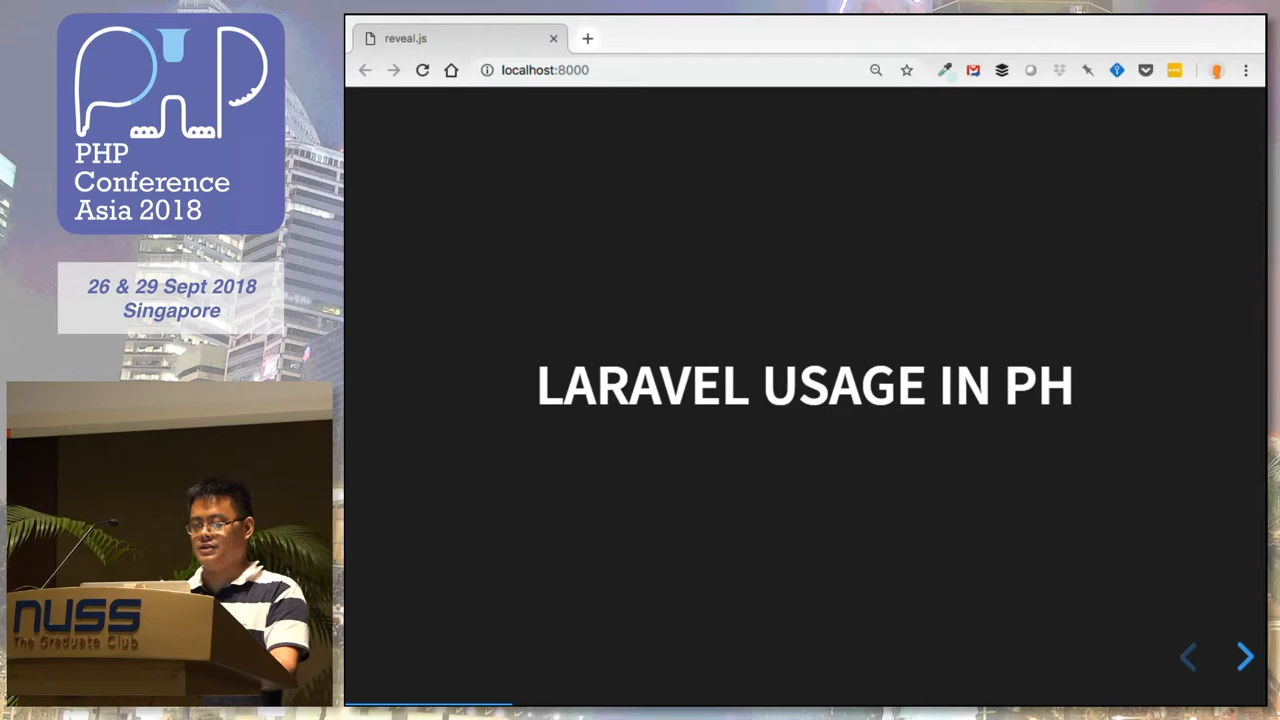 PHP
PHP
Conference
Asia 2018
26 & 29 Sept 2018
Singapore
nuss
The Graduate Club
reveal.js
localhost:8000
LARAVEL USAGE IN PH